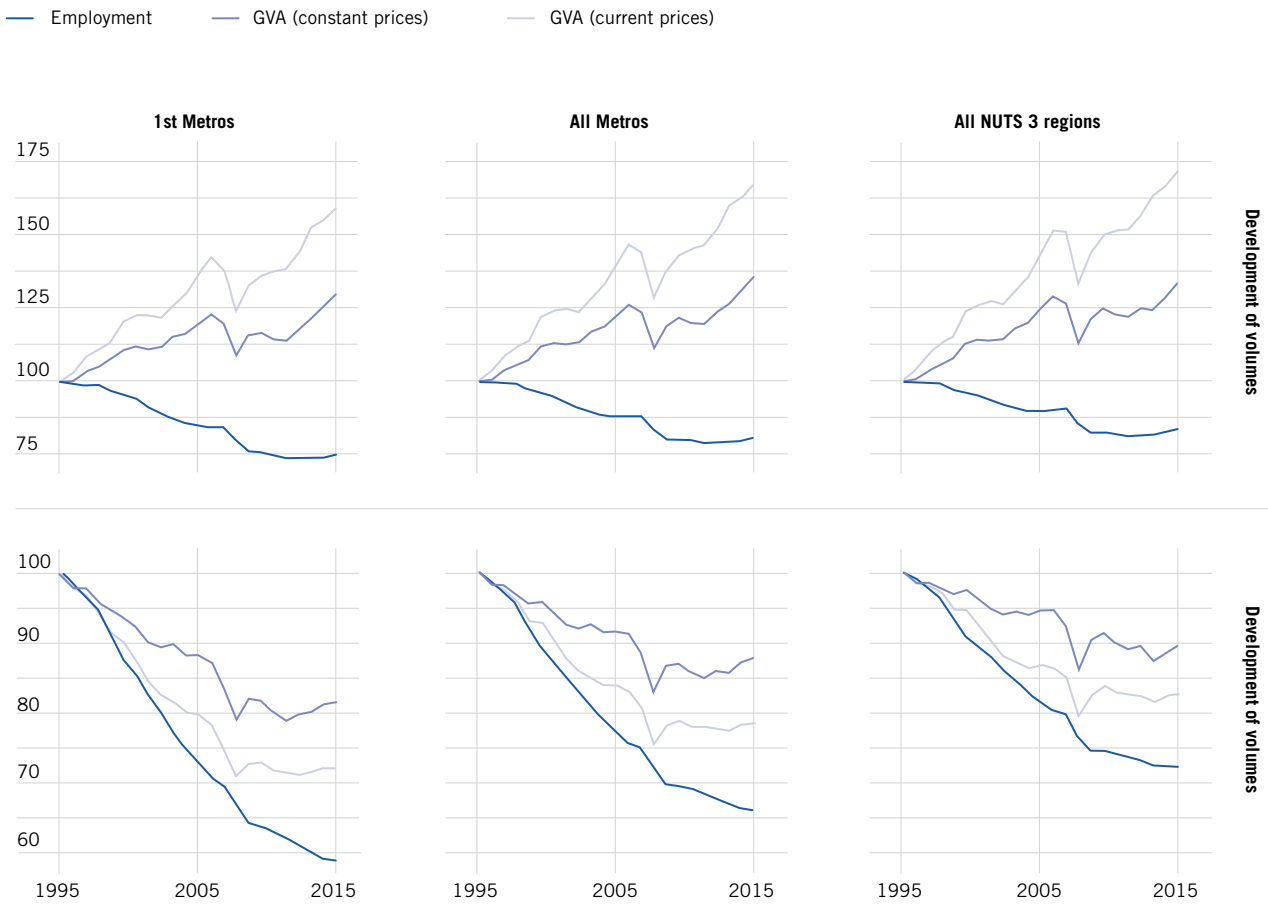 Employment GVA (constant prices) GVA (current prices)
1st Metros All Metros All NUTS 3 regions
175
150
125
100
75
Development of volumes
100
90
80
70
60
Development of volumes
1995 2005 2015 1995 2005 2015 1995 2005 2015